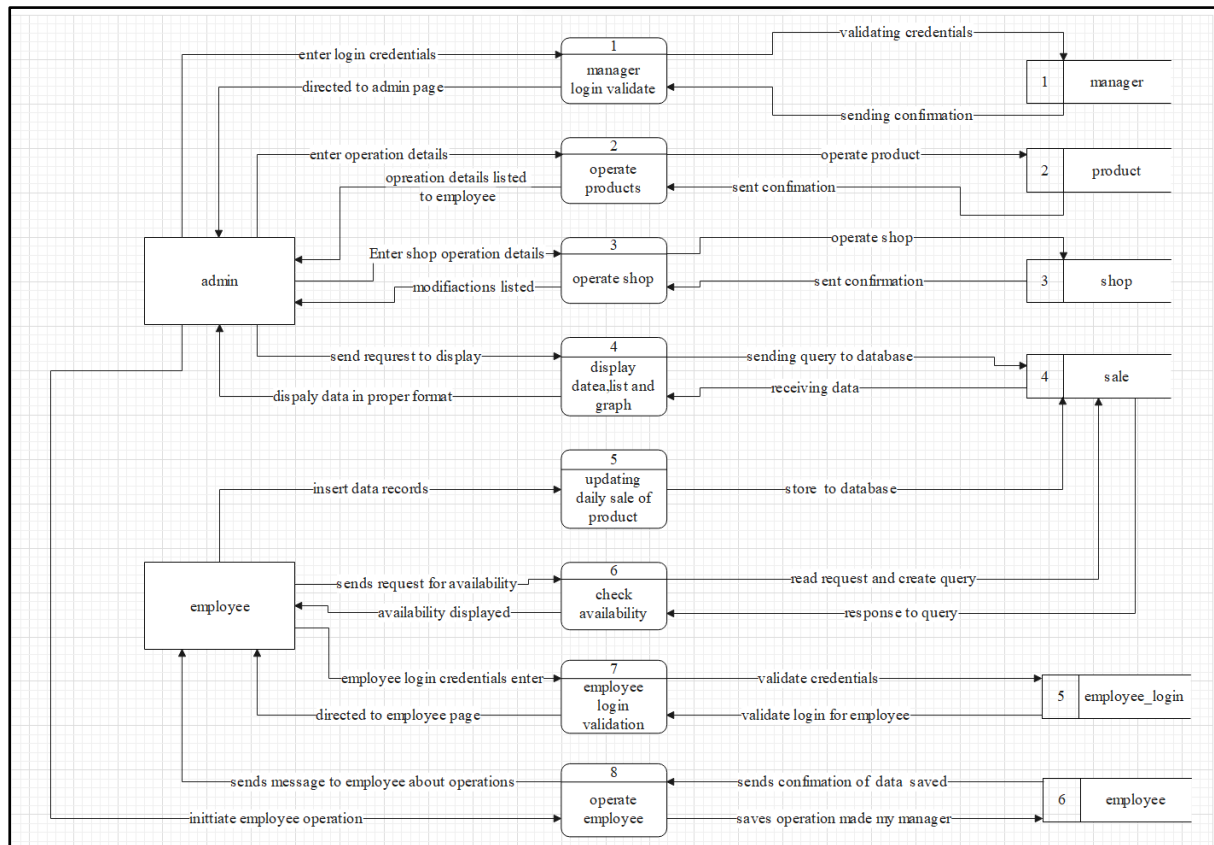 1
validating credentials
enter login credentials
manager
login validate
directed to admin page
1
manager
sending confirmation
2
enter operation details
operate product
opreation details listed
to employee
operate
products
sent confimation
2
product
3
Enter shop operation details
operate shop
operate shop
modifiactions listed
sent confirmation
3
shop
admin
4
send requrest to display
sending query to database
display
datea,list and
graph
dispaly data in proper format
receiving data
4
sale
5
insert data records
updating
daily sale of
product
store to database
6
sends request for availability
read request and create query
check
availability
availability displayed
response to query
employee
7
employee login credentials enter
validate credentials
employee
login
validation
directed to employee page
validate login for employee
5
employee_login
8
sends message to employee about operations
sends confimation of data saved
operate
employee
inittiate employee operation
saves operation made my manager
6
employee